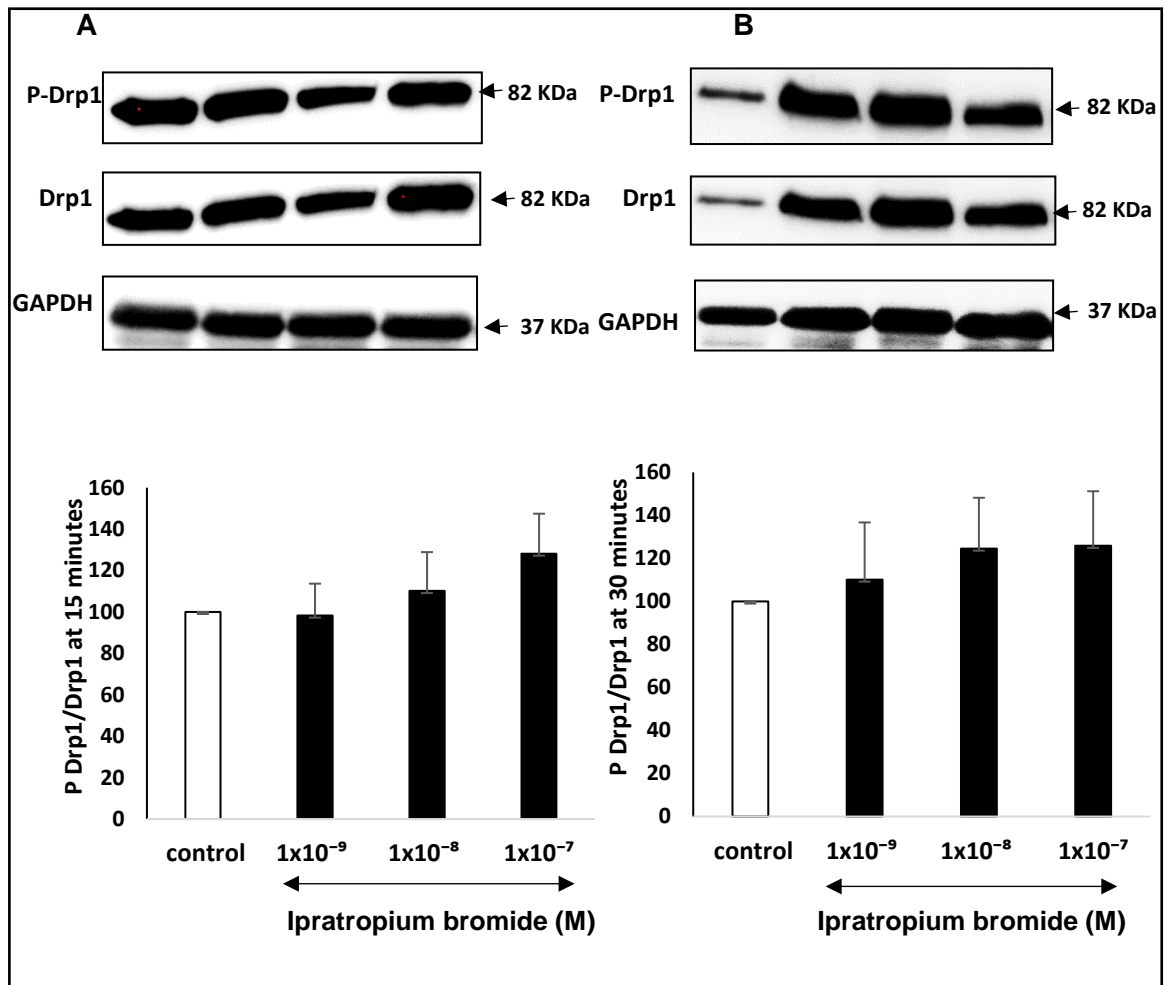 A
P-Drp1
82 KDa
Drp1
82 KDa
GAPDH
37 KDa
P Drp1/Drp1 at 15 minutes
160
140
120
100
80
60
40
20
0
control 1x10⁻⁹ 1x10⁻⁸ 1x10⁻⁷
Ipratropium bromide (M)
B
P-Drp1
82 KDa
Drp1
82 KDa
GAPDH
37 KDa
P Drp1/Drp1 at 30 minutes
160
140
120
100
80
60
40
20
0
control 1x10⁻⁹ 1x10⁻⁸ 1x10⁻⁷
Ipratropium bromide (M)